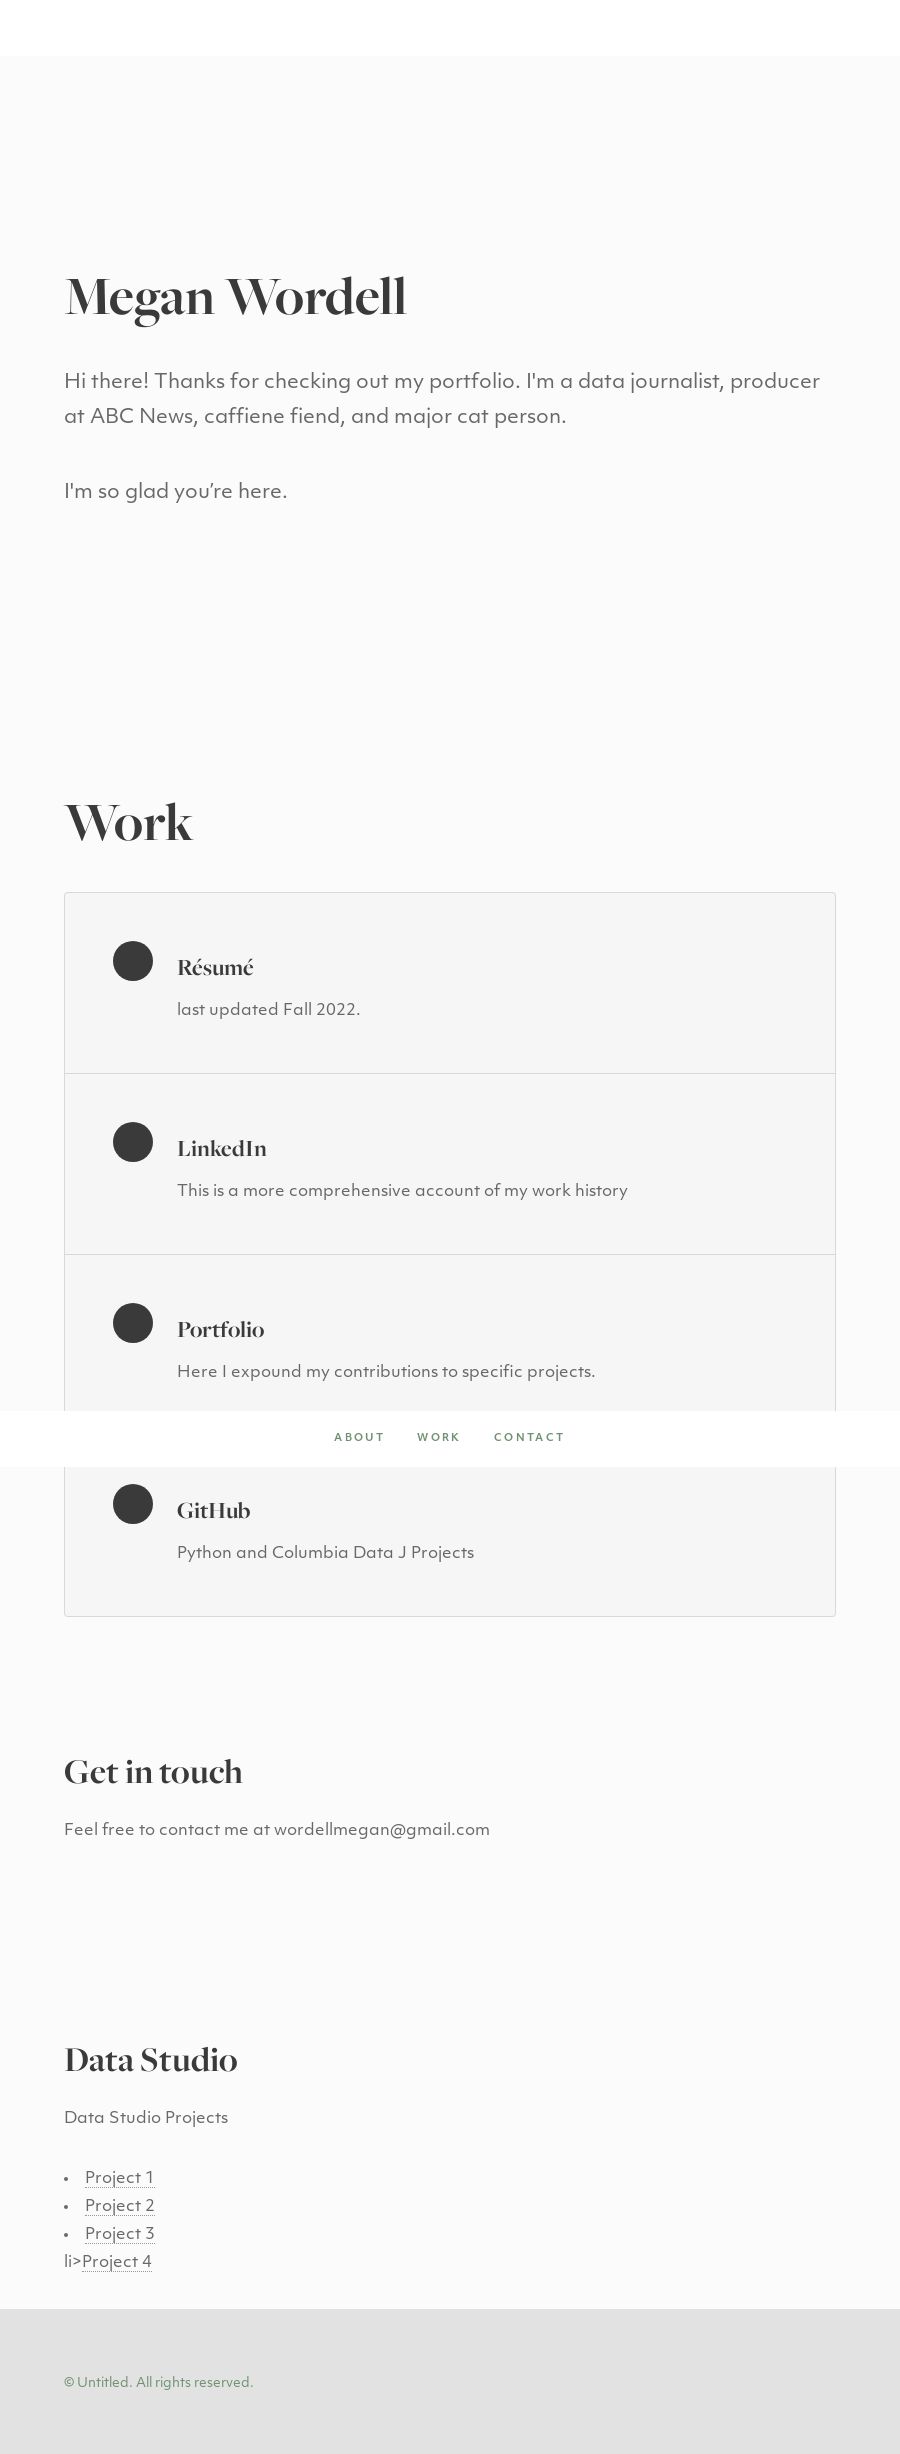 Megan Wordell
Hi there! Thanks for checking out my portfolio. I'm a data journalist, producer
at ABC News, caffiene fiend, and major cat person.
I'm so glad you’re here.
Work
Résumé
last updated Fall 2022.
LinkedIn
This is a more comprehensive account of my work history
Portfolio
Here I expound my contributions to specific projects.
ABOUT WORK CONTACT
GitHub
Python and Columbia Data J Projects
Get in touch
Feel free to contact me at wordellmegan@gmail.com
Data Studio
Data Studio Projects
• Project 1
• Project 2
• Project 3
li>Project 4
© Untitled. All rights reserved.